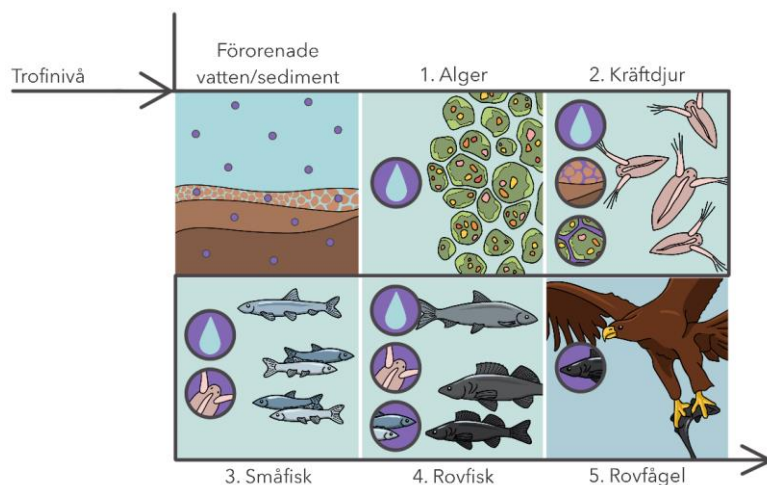 Trofinivå
Förorenade
vatten/sediment
1. Alger
2. Kräftdjur
3. Småfisk
4. Rovfisk
5. Rovfågel